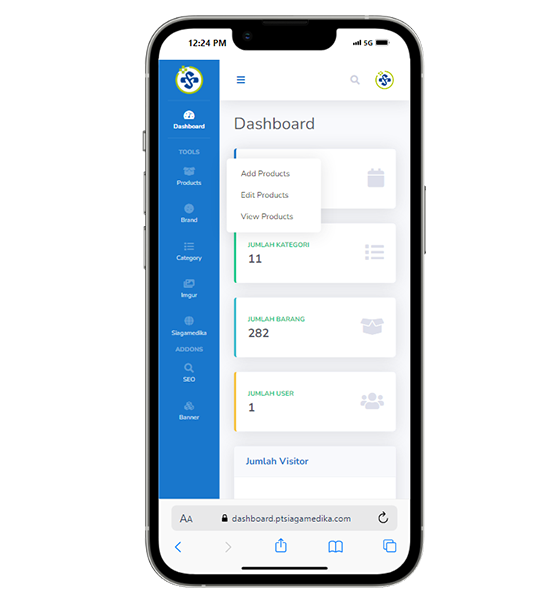 12:24 PM
5G
Dashboard
TOOLS
Products
Brand
Category
Imgur
Siagamedika
ADDONS
SEO
Banner
Dashboard
Add Products
Edit Products
View Products
JUMLAH KATEGORI
11
JUMLAH BARANG
282
JUMLAH USER
1
Jumlah Visitor
AA
dashboard.ptsiagamedika.com